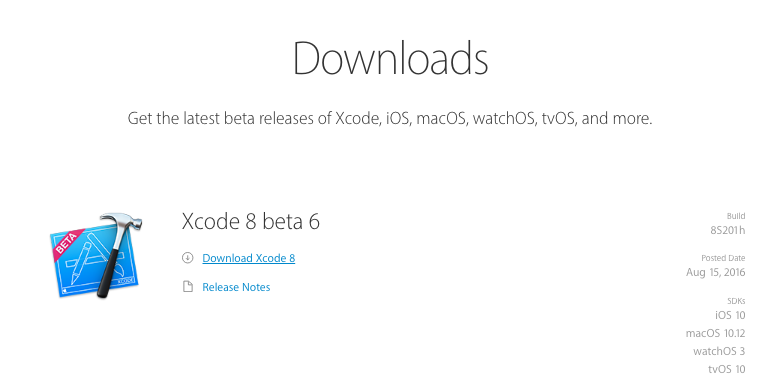 Downloads
Get the latest beta releases of Xcode, iOS, macOS, watchOS, tvOS, and more.
BETA
XCODE
Xcode 8 beta 6
Download Xcode 8
Release Notes
Build
8S201h
Posted Date
Aug 15, 2016
SDKs
iOS 10
macOS 10.12
watchOS 3
tvOS 10